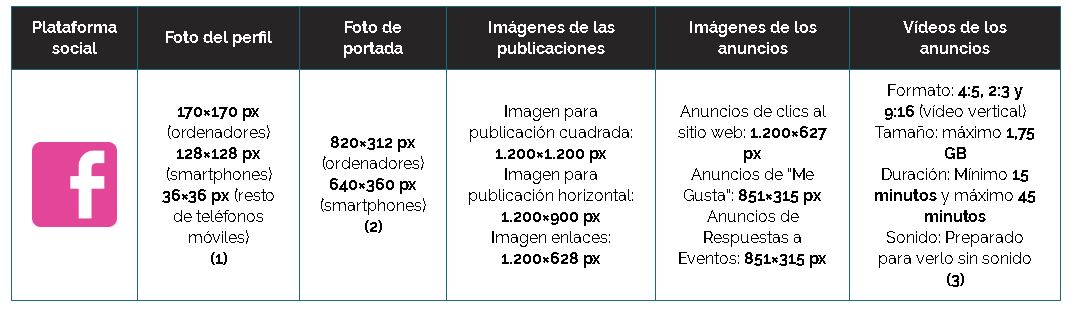 Plataforma
social
Foto del perfil
Foto de
portada
Imágenes de las
publicaciones
Imágenes de los
anuncios
Vídeos de los
anuncios
f
170×170 px
(ordenadores)
128×128 px
(smartphones)
36×36 px (resto
de teléfonos
móviles)
(1)
820×312 px
(ordenadores)
640×360 px
(smartphones)
(2)
Imagen para
publicación cuadrada:
1.200×1.200 px
Imagen para
publicación horizontal:
1.200×900 px
Imagen enlaces:
1.200×628 px
Anuncios de clics al
sitio web: 1.200×627
px
Anuncios de "Me
Gusta": 851×315 px
Anuncios de
Respuestas a
Eventos: 851×315 px
Formato: 4:5, 2:3 y
9:16 (vídeo vertical)
Tamaño: máximo 1,75
GB
Duración: Mínimo 15
minutos y máximo 45
minutos
Sonido: Preparado
para verlo sin sonido
(3)